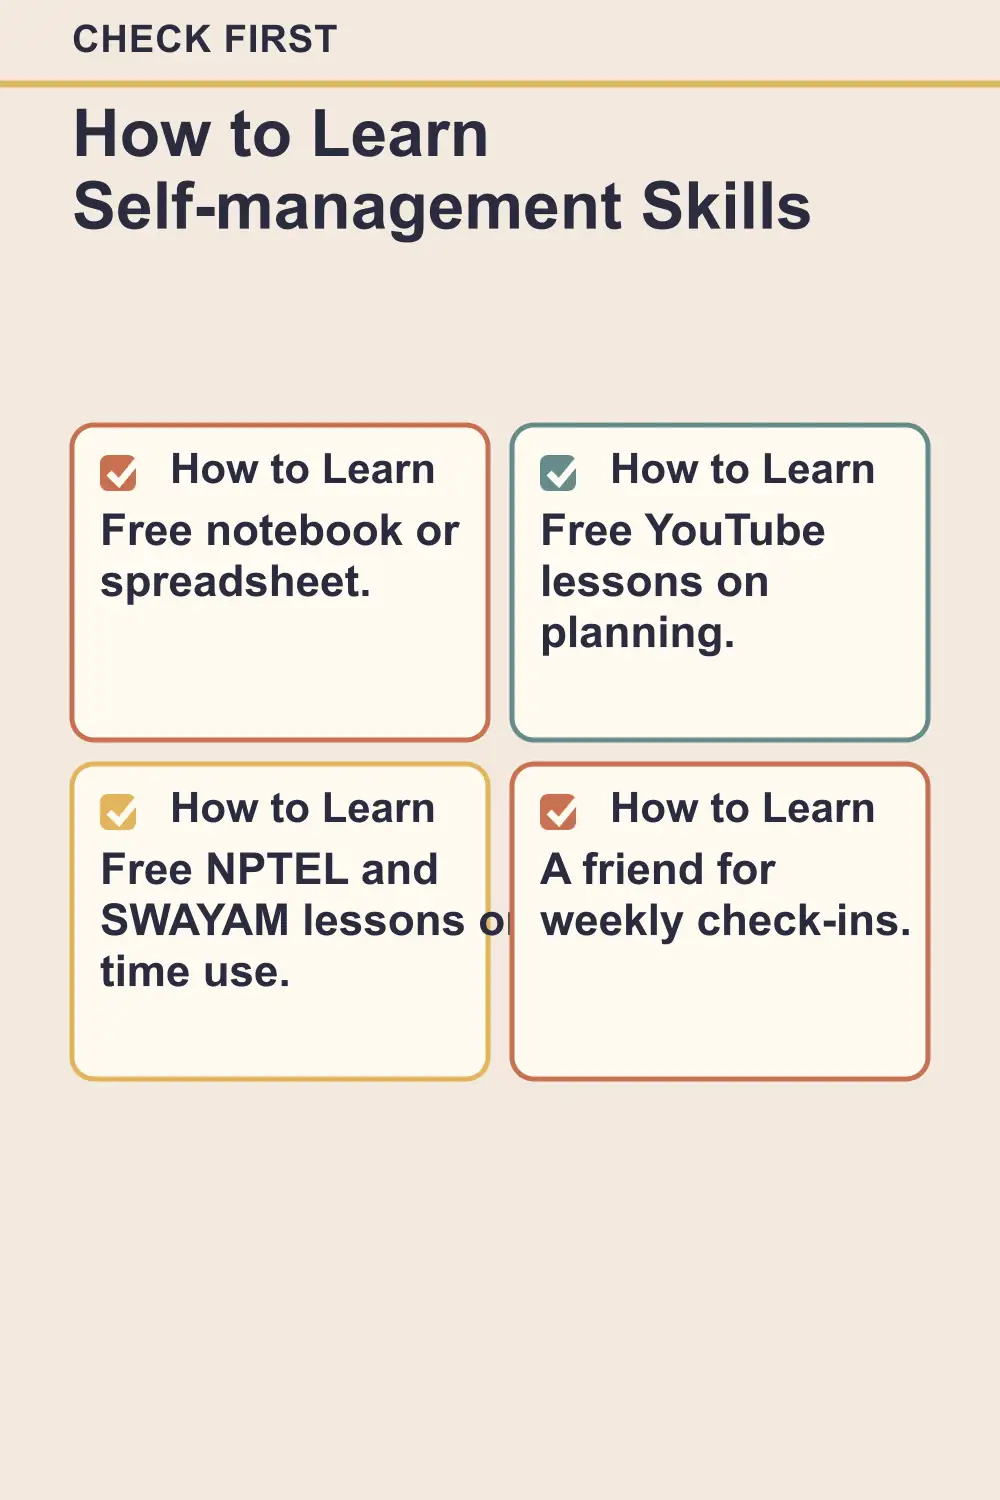 CHECK FIRST
How to Learn
Self-management Skills
How to Learn
Free notebook or
spreadsheet.
How to Learn
Free YouTube
lessons on
planning.
How to Learn
Free NPTEL and
SWAYAM lessons
time use.
How to Learn
A friend for
weekly check-ins.